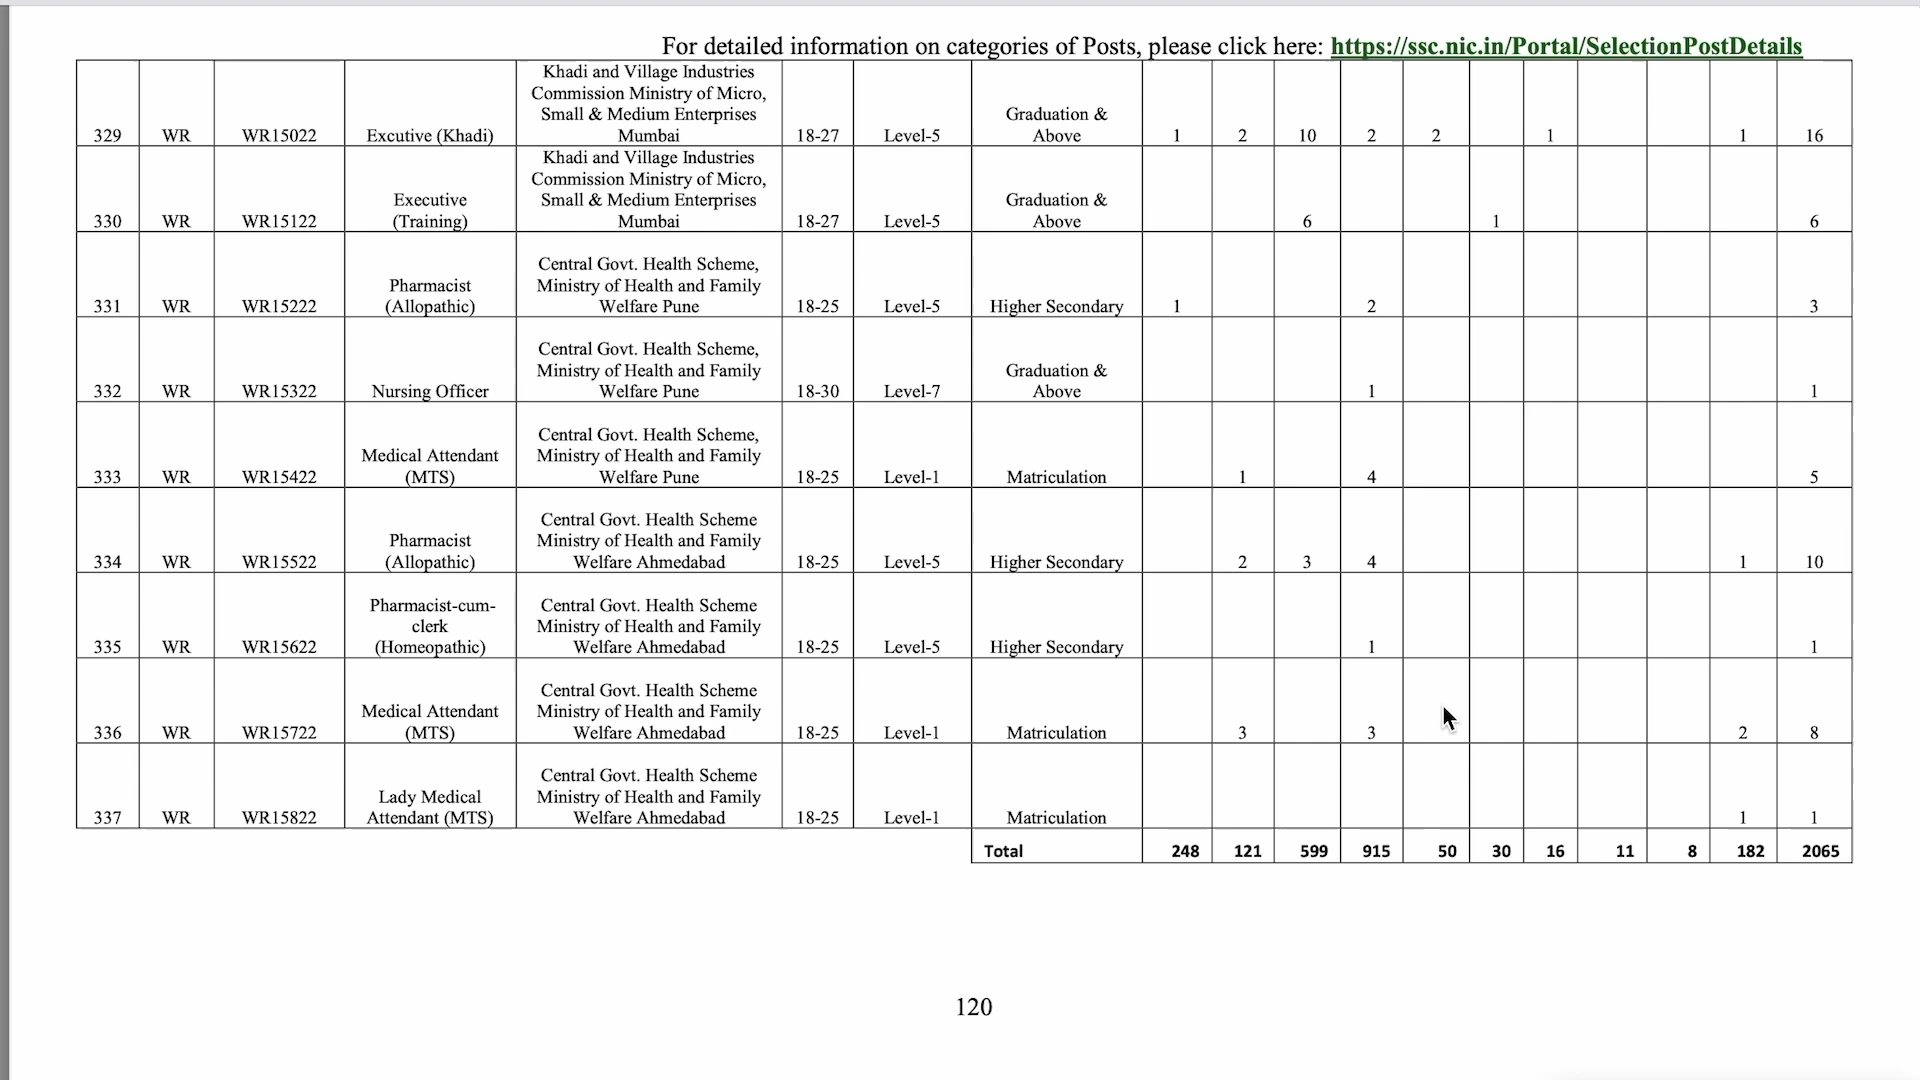 For detailed information on categories of Posts, please click here: https://ssc.nic.in/Portal/SelectionPostDetails
Khadi and Village Industries
Commission Ministry of Micro,
Small & Medium Enterprises
329 WR WR15022 Excutive (Khadi) Mumbai 18-27 Level-5 Graduation & Above 1 2 10 2 2 1 1 16
Khadi and Village Industries
Commission Ministry of Micro,
Small & Medium Enterprises
330 WR WR15122 Executive (Training) Mumbai 18-27 Level-5 Graduation & Above 6 1 6
Central Govt. Health Scheme,
Ministry of Health and Family
331 WR WR15222 Pharmacist (Allopathic) Welfare Pune 18-25 Level-5 Higher Secondary 1 2 3
Central Govt. Health Scheme,
Ministry of Health and Family
332 WR WR15322 Nursing Officer Welfare Pune 18-30 Level-7 Graduation & Above 1 1
Central Govt. Health Scheme,
Ministry of Health and Family
333 WR WR15422 Medical Attendant (MTS) Welfare Pune 18-25 Level-1 Matriculation 1 4 5
Central Govt. Health Scheme
Ministry of Health and Family
334 WR WR15522 Pharmacist (Allopathic) Welfare Ahmedabad 18-25 Level-5 Higher Secondary 2 3 4 1 10
Central Govt. Health Scheme
Ministry of Health and Family
335 WR WR15622 Pharmacist-cum-clerk (Homeopathic) Welfare Ahmedabad 18-25 Level-5 Higher Secondary 1 1
Central Govt. Health Scheme
Ministry of Health and Family
336 WR WR15722 Medical Attendant (MTS) Welfare Ahmedabad 18-25 Level-1 Matriculation 3 3 2 8
Central Govt. Health Scheme
Ministry of Health and Family
337 WR WR15822 Lady Medical Attendant (MTS) Welfare Ahmedabad 18-25 Level-1 Matriculation 1 1
Total 248 121 599 915 50 30 16 11 8 182 2065
120